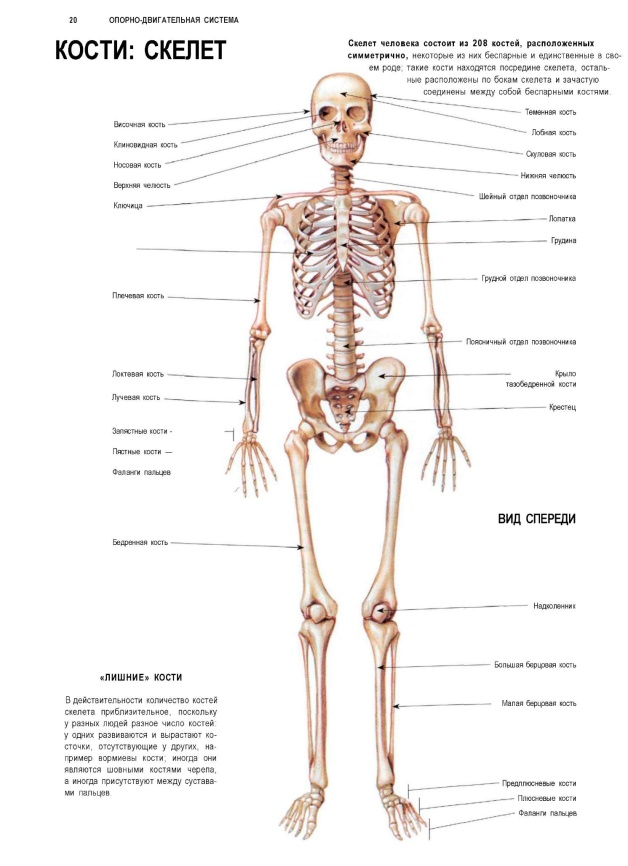 20 ОПОРНО-ДВИГАТЕЛЬНАЯ СИСТЕМА
КОСТИ: СКЕЛЕТ
Скелет человека состоит из 208 костей, расположенных
симметрично, некоторые из них беспарные и единственные в сво-
ем роде; такие кости находятся посредине скелета, осталь-
ные расположены по бокам скелета и зачастую
соединены между собой беспарными костями.
Височная кость
Клиновидная кость
Носовая кость
Верхняя челюсть
Ключица
Плечевая кость
Локтевая кость
Лучевая кость
Запястные кости -
Пястные кости —
Фаланги пальцев
Бедренная кость
Теменная кость
Лобная кость
Скуловая кость
Нижняя челюсть
Шейный отдел позвоночника
Лопатка
Грудина
Грудной отдел позвоночника
Поясничный отдел позвоночника
Крыло
тазобедренной кости
Крестец
ВИД СПЕРЕДИ
Надколенник
Большая берцовая кость
Малая берцовая кость
Предплюсневые кости
Плюсневые кости
Фаланги пальцев
«ЛИШНИЕ» КОСТИ
В действительности количество костей
скелета приблизительное, поскольку
у разных людей разное число костей:
у одних развиваются и вырастают ко-
сточки, отсутствующие у других, на-
пример вормиевы кости; иногда они
являются шовными костями черепа,
а иногда присутствуют между сустава-
ми пальцев.